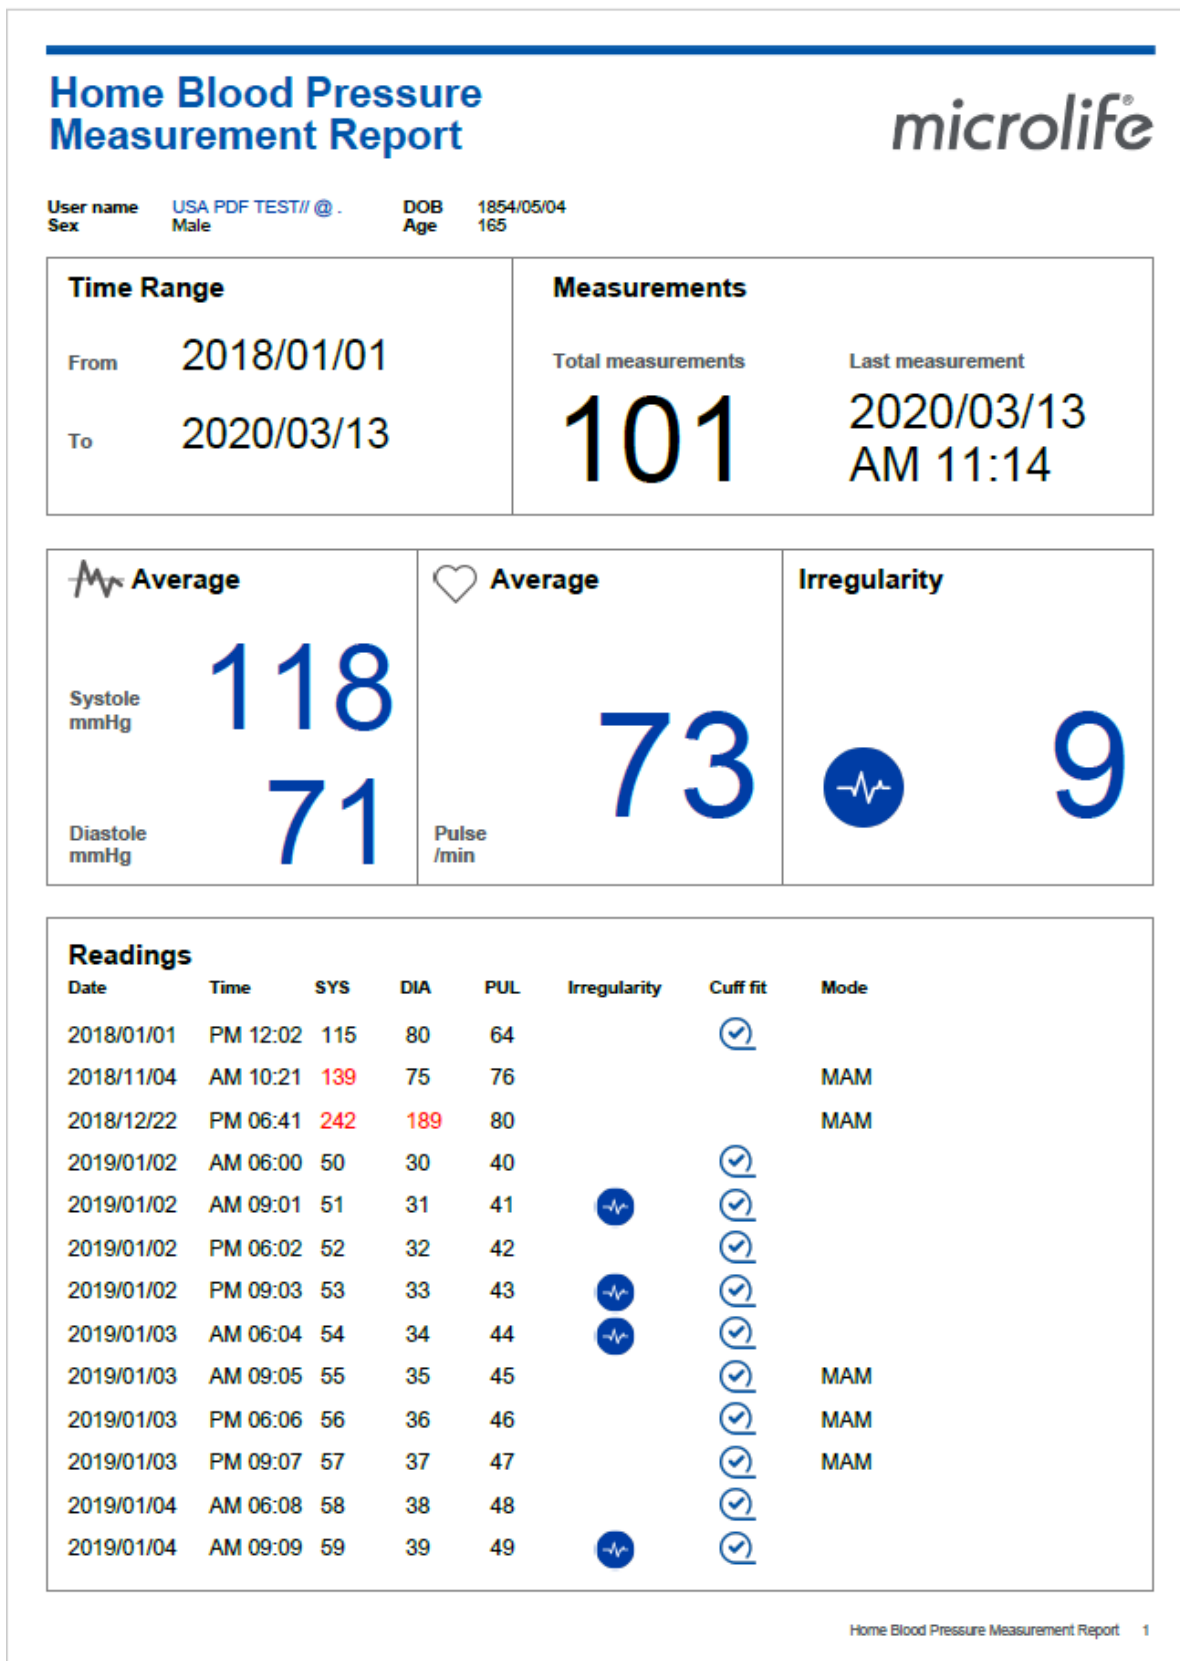 Home Blood Pressure
Measurement Report
microlife®
User name USA PDF TEST// @ . DOB 1854/05/04
Sex Male Age 165
Time Range
From 2018/01/01
To 2020/03/13
Measurements
Total measurements Last measurement
101 2020/03/13
AM 11:14
Average
Systole
mmHg
118
Diastole
mmHg
71
Average
73
Pulse
/min
Irregularity
9
Readings
Date Time SYS DIA PUL Irregularity Cuff fit Mode
2018/01/01 PM 12:02 115 80 64
2018/11/04 AM 10:21 139 75 76 MAM
2018/12/22 PM 06:41 242 189 80 MAM
2019/01/02 AM 06:00 50 30 40
2019/01/02 AM 09:01 51 31 41
2019/01/02 PM 06:02 52 32 42
2019/01/02 PM 09:03 53 33 43
2019/01/03 AM 06:04 54 34 44
2019/01/03 AM 09:05 55 35 45 MAM
2019/01/03 PM 06:06 56 36 46 MAM
2019/01/03 PM 09:07 57 37 47 MAM
2019/01/04 AM 06:08 58 38 48
2019/01/04 AM 09:09 59 39 49
Home Blood Pressure Measurement Report 1